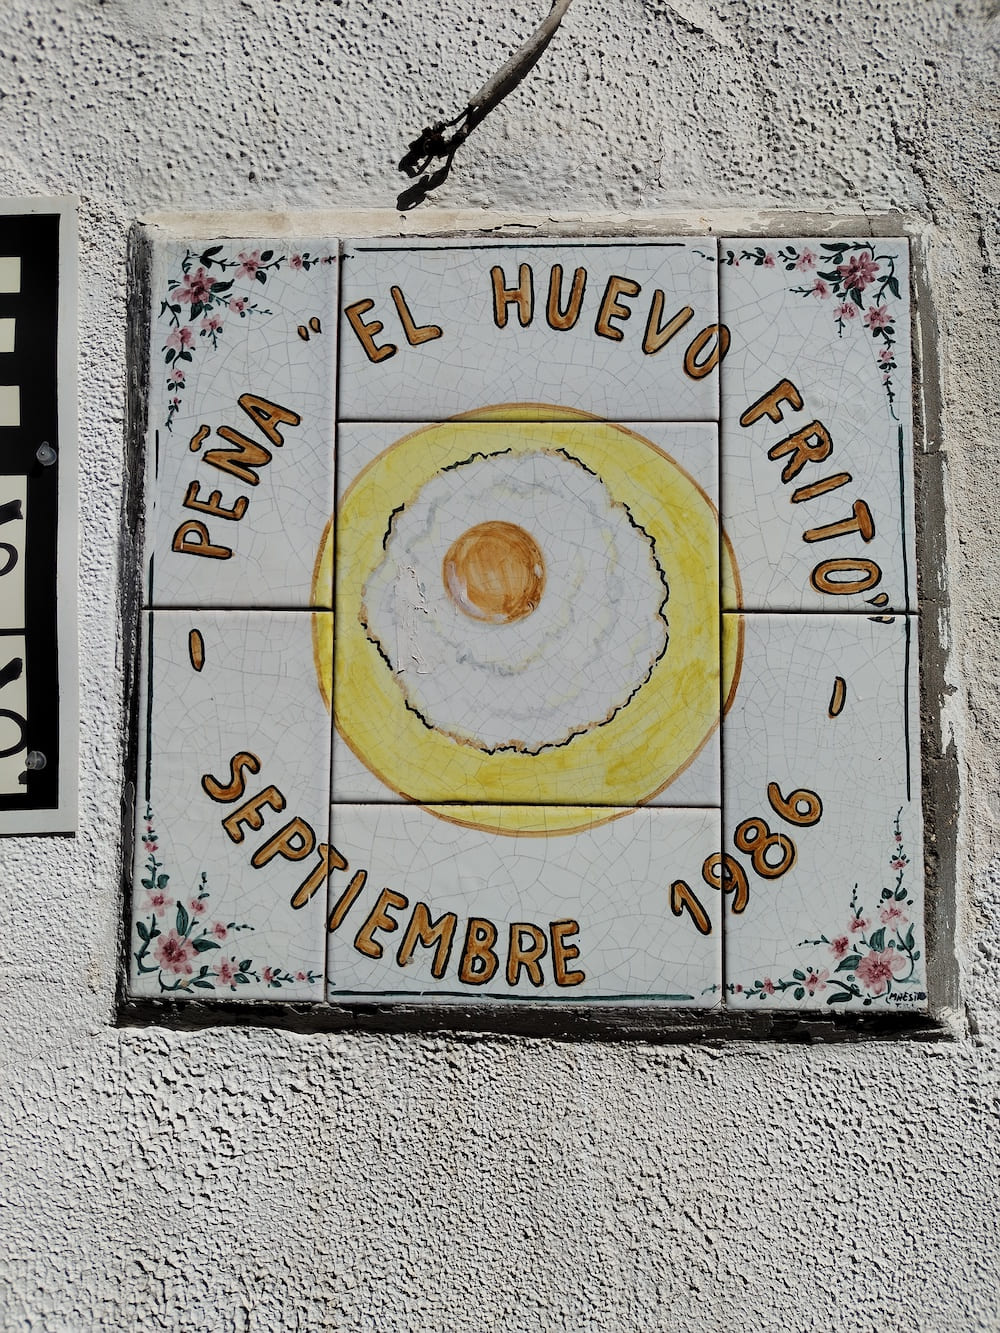 PEÑA "EL HUEVO FRITO"
- SEPTIEMBRE 1986 -